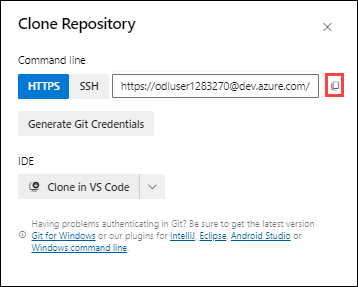 Clone Repository
Command line
HTTPS SSH https://odluser1283270@dev.azure.com/
Generate Git Credentials
IDE
Clone in VS Code
Having problems authenticating in Git? Be sure to get the latest version
Git for Windows or our plugins for IntelliJ, Eclipse, Android Studio or
Windows command line.